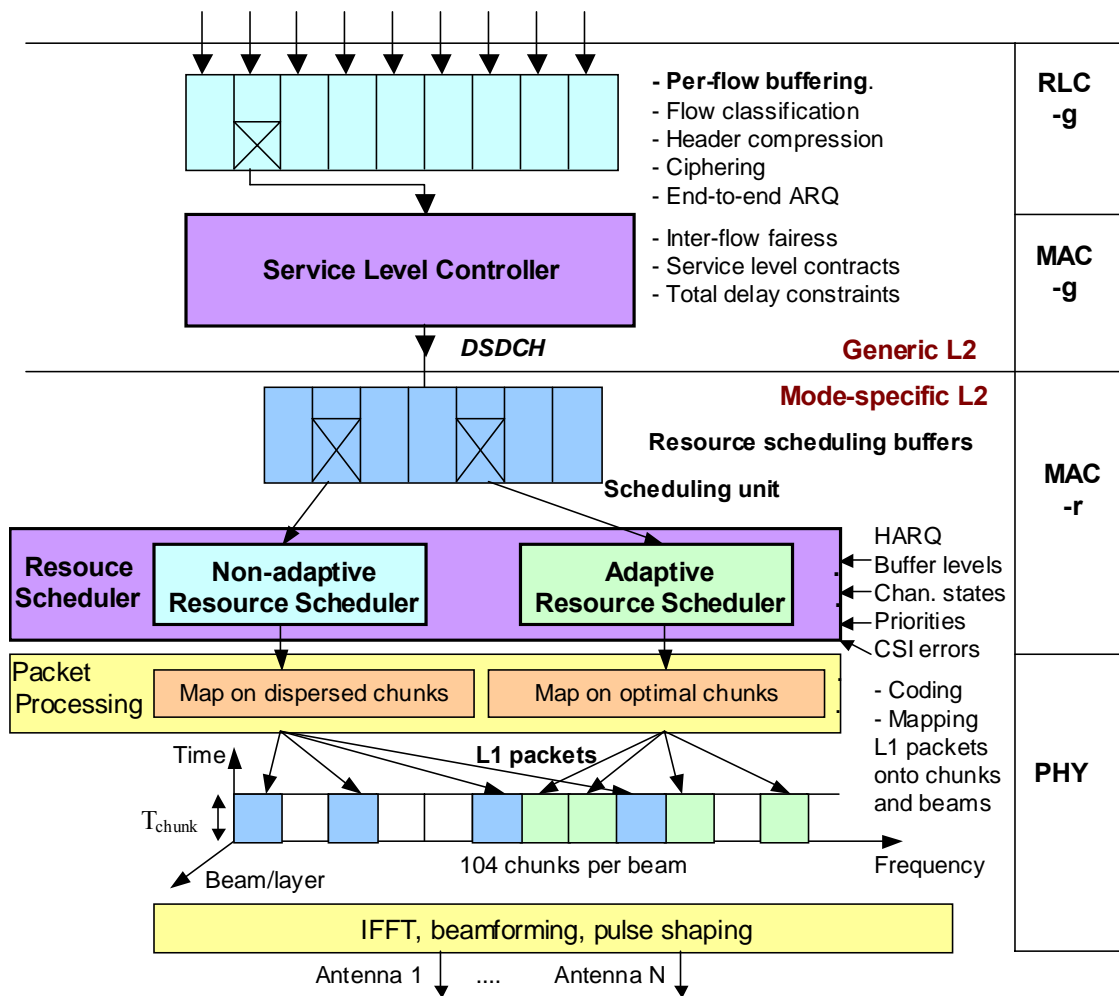 - Per-flow buffering.
- Flow classification
- Header compression
- Ciphering
- End-to-end ARQ
RLC
-g
Service Level Controller
- Inter-flow fairess
- Service level contracts
- Total delay constraints
MAC
-g
DSDCH
Generic L2
Mode-specific L2
Resource scheduling buffers
Scheduling unit
MAC
-r
Resouce
Scheduler
Non-adaptive
Resource Scheduler
Adaptive
Resource Scheduler
HARQ
Buffer levels
Chan. states
Priorities
CSI errors
Packet
Processing
Map on dispersed chunks
Map on optimal chunks
- Coding
- Mapping
L1 packets
onto chunks
and beams
PHY
Time
L1 packets
Tchunk
104 chunks per beam
Frequency
Beam/layer
IFFT, beamforming, pulse shaping
Antenna 1 .... Antenna N